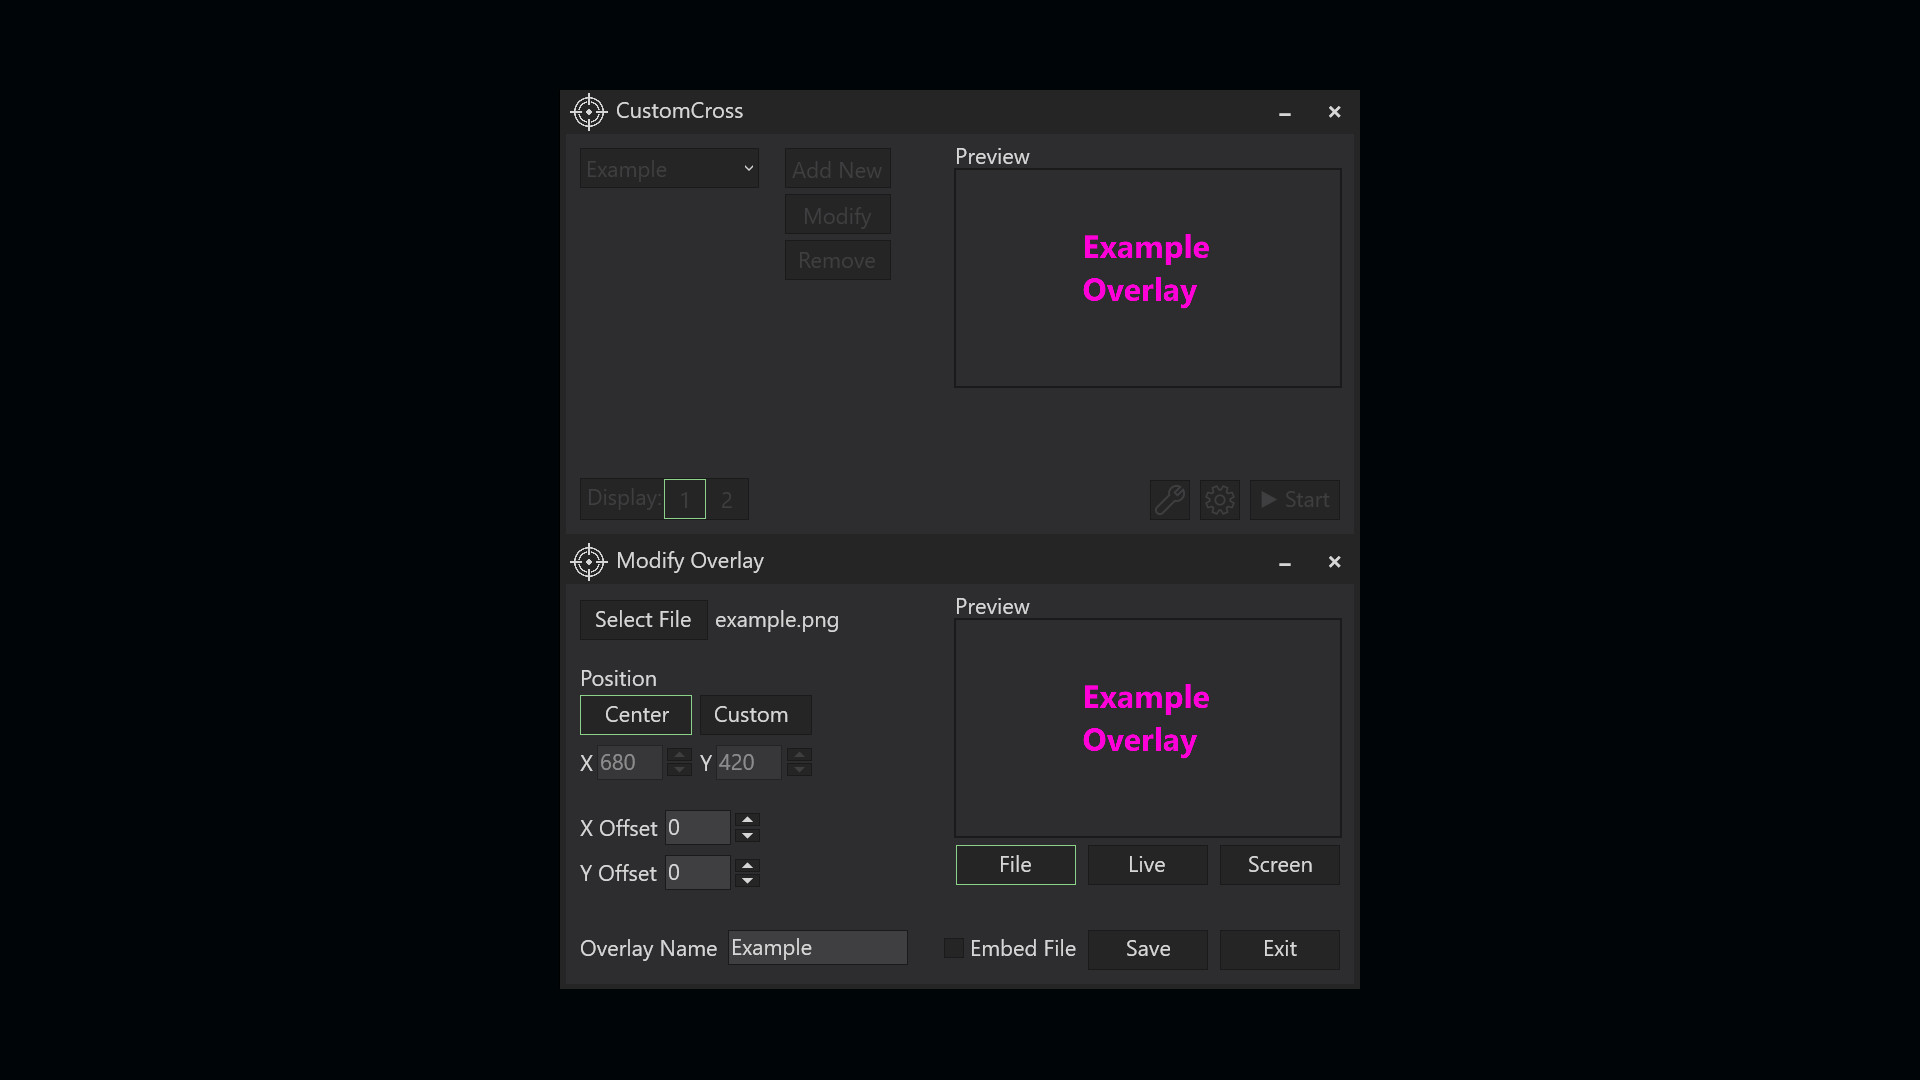 CustomCross
Example
Add New
Modify
Remove
Preview
Example
Overlay
Display: 1 2
Start
Modify Overlay
Select File example.png
Position
Center Custom
X 680 Y 420
X Offset 0
Y Offset 0
Preview
Example
Overlay
File Live Screen
Overlay Name Example
Embed File Save Exit